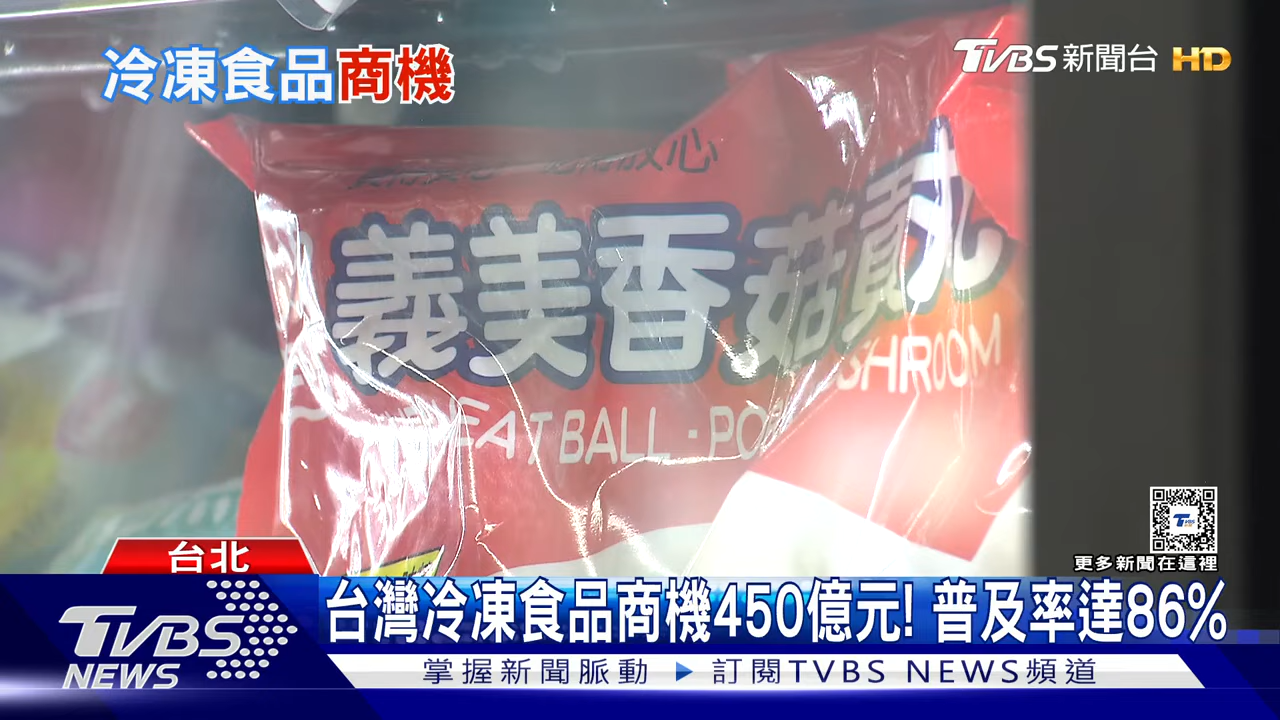 冷凍食品商機
TVBS新聞台 HD
放心
義美香菇貢丸
MEATBALL · PO
SHROOM
更多新聞在這裡
台北
台灣冷凍食品商機450億元! 普及率達86%
TVBS
NEWS
掌握新聞脈動 ▶ 訂閱TVBS NEWS頻道